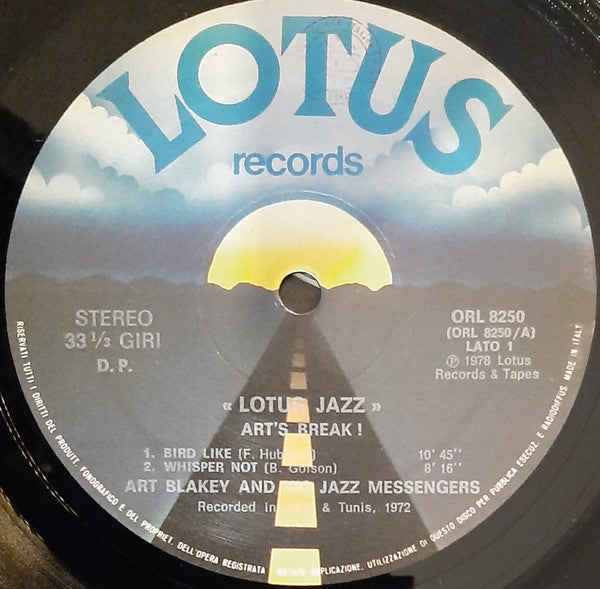 LOTUS
records
STEREO
33 1/3 GIRI
D.P.
ORL 8250
(ORL 8250/A)
LATO 1
℗ 1978 Lotus
Records & Tapes
« LOTUS JAZZ »
ART'S BREAK!
1. BIRD LIKE (F. Hub 10' 45"
2. WHISPER NOT (B. Golson) 8' 16"
ART BLAKEY AND JAZZ MESSENGERS
Recorded in & Tunis, 1972
RISERVATI TUTTI I DIRITTI DEL PRODUTT. FONOGRAFICO E DEL PROPRIET. DELL'OPERA REGISTRATA VIETATE DUPLICAZIONE, UTILIZZAZIONE DI QUESTO DISCO PER PUBBLICA ESECUZ. E RADIODIFFUS. MADE IN ITALY